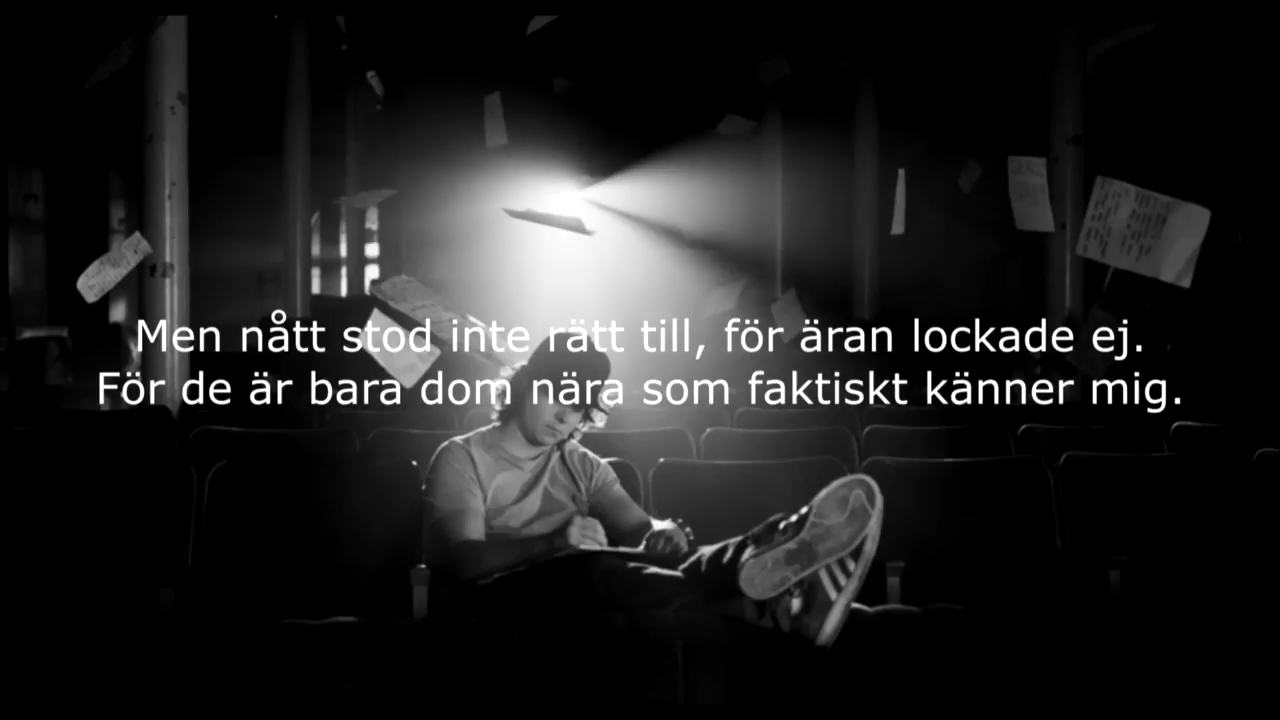 Men nått stod inte rätt till, för äran lockade ej.
För de är bara dom nära som faktiskt känner mig.